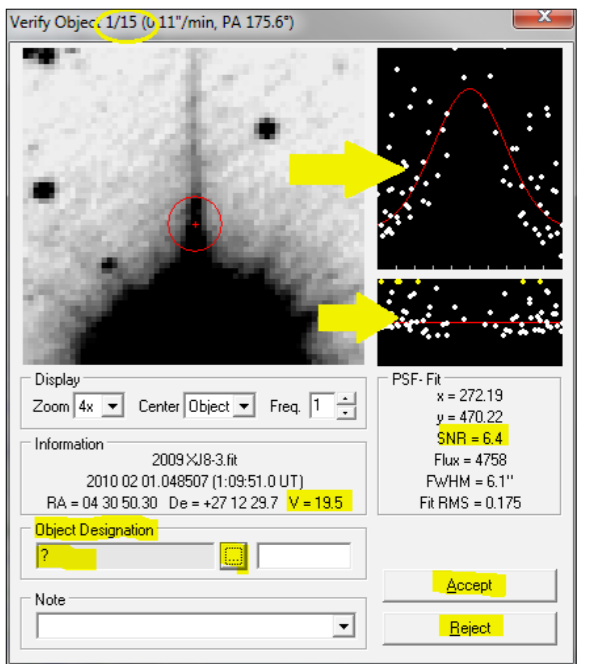 Verify Object 1/15 (0.11"/min, PA 175.6°)
Display
Zoom 4x Center Object Freq. 1
Information
2009 XJ8-3.fit
2010 02 01.048507 (1:09:51.0 UT)
RA = 04 30 50.30 De = +27 12 29.7 V = 19.5
Object Designation
? ...
Note
PSF- Fit
x = 272.19
y = 470.22
SNR = 6.4
Flux = 4758
FWHM = 6.1''
Fit RMS = 0.175
Accept
Reject